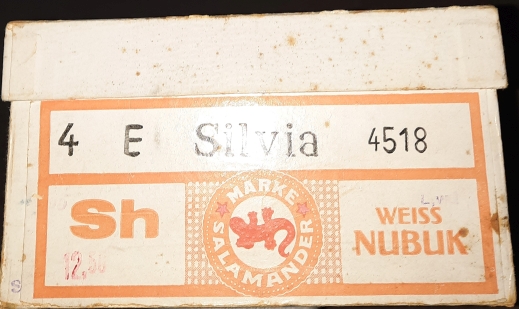 4 E Silvia 4518
Sh
12,50
MARKE
SALAMANDER
WEISS
NUBUK
S